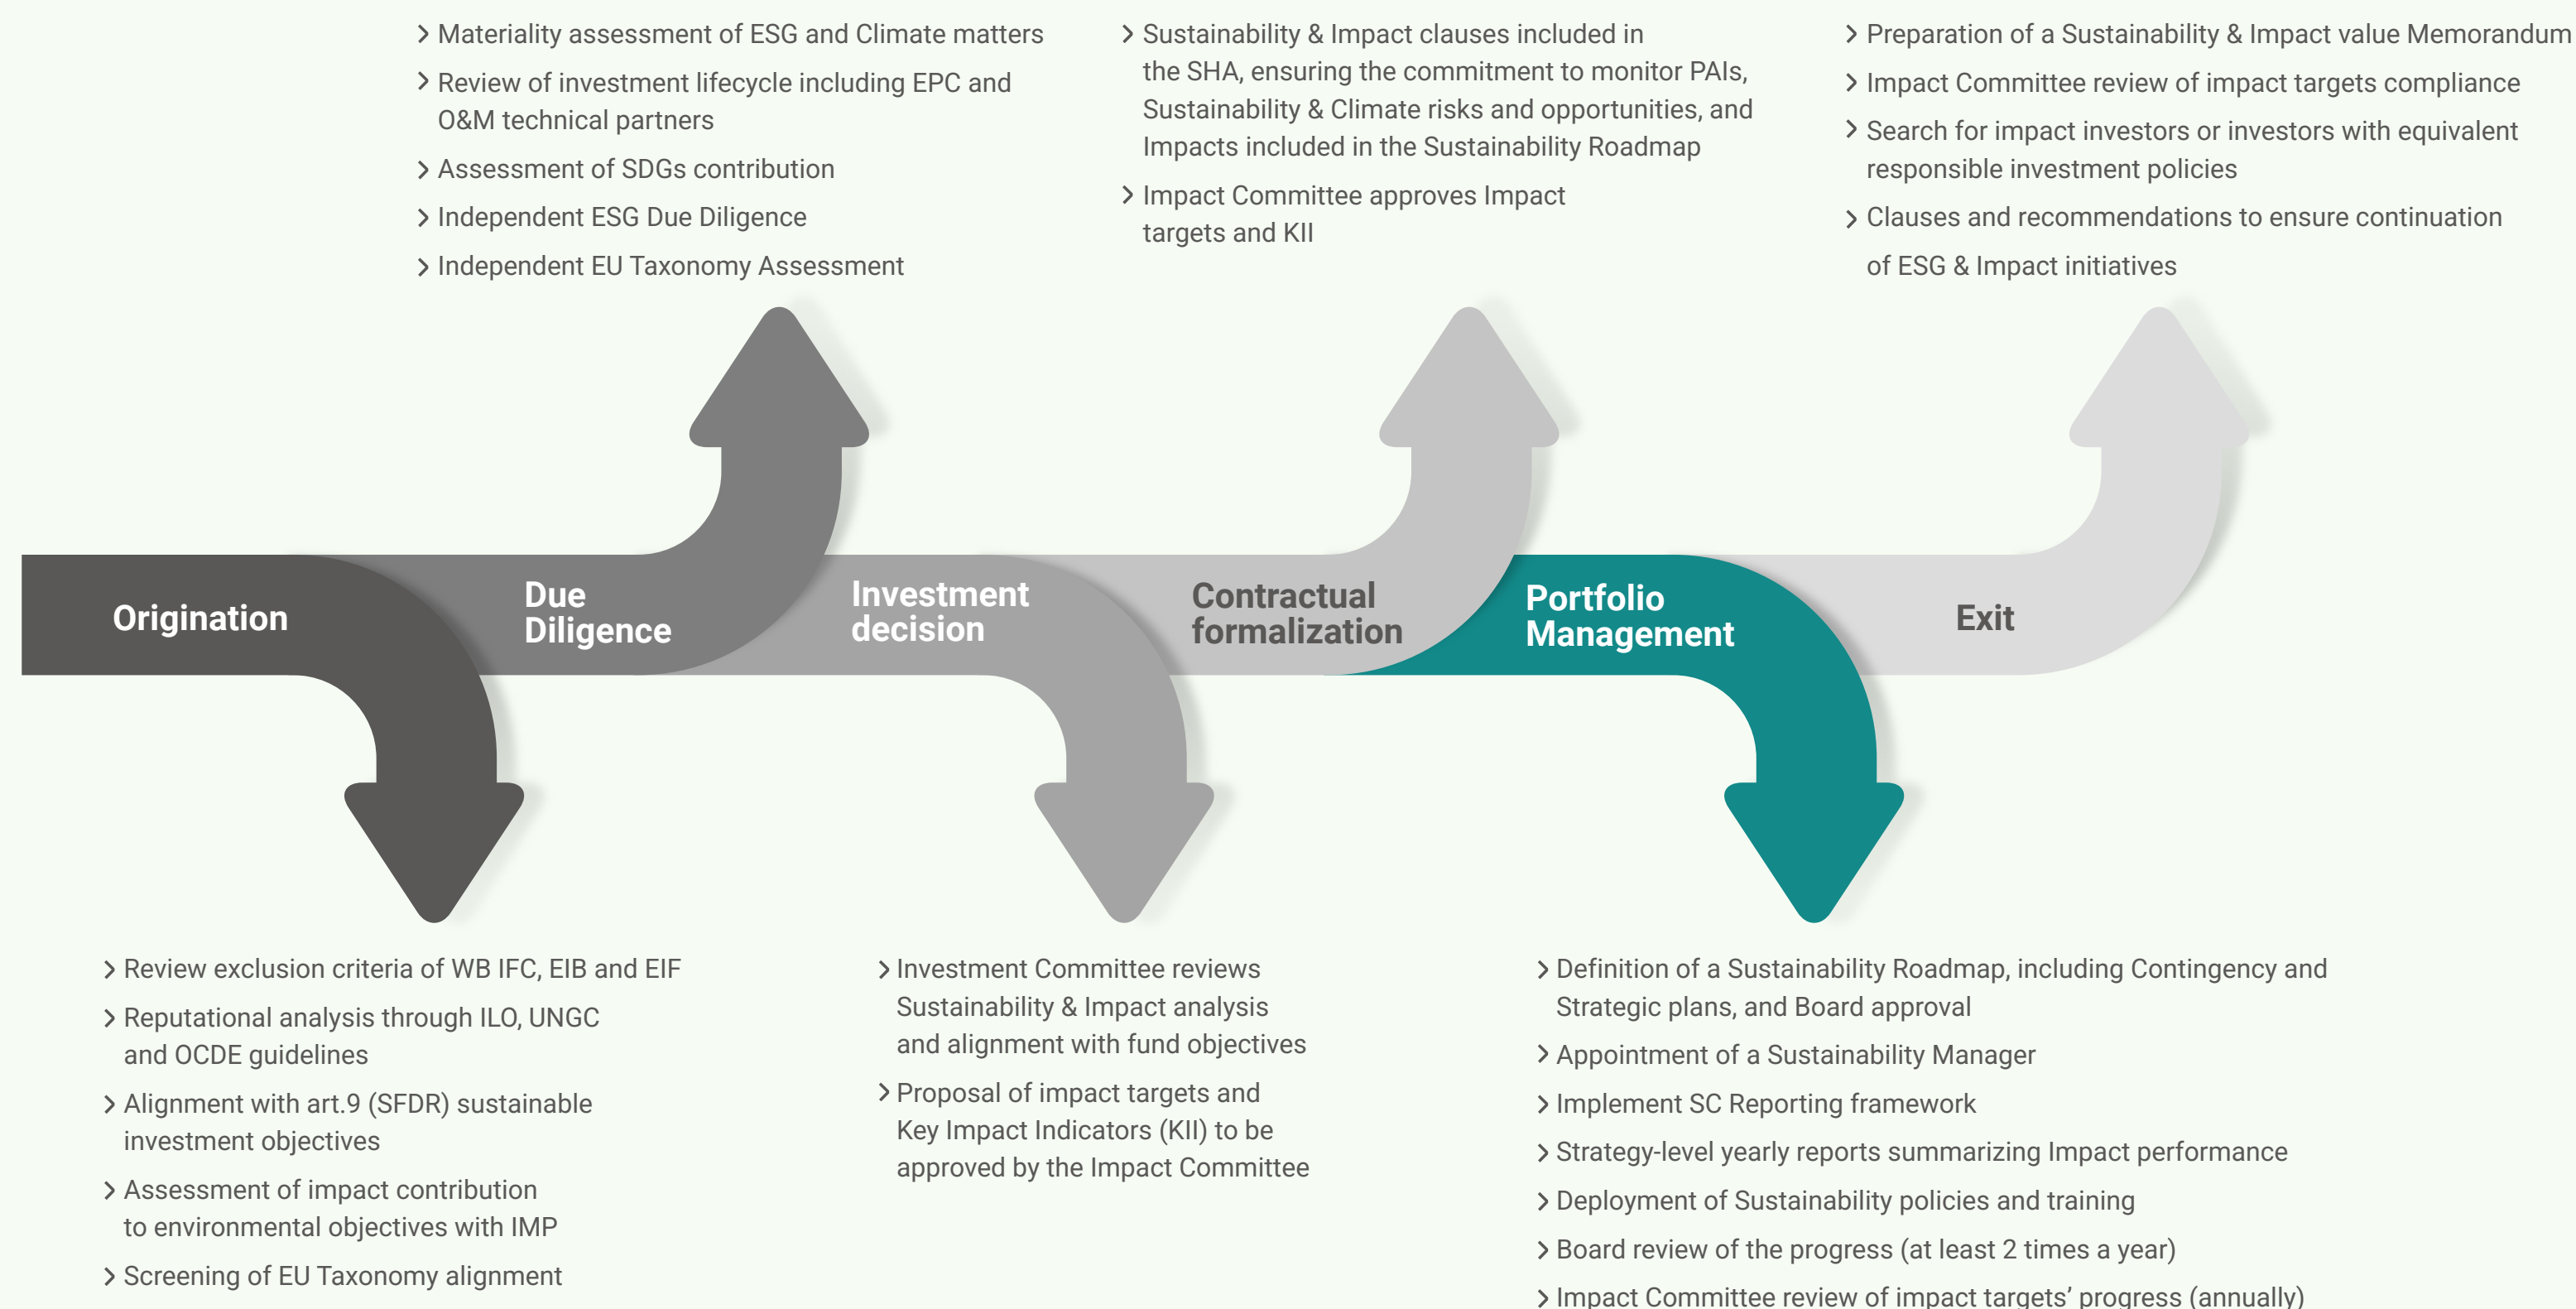 Materiality assessment of ESG and Climate matters
Review of investment lifecycle including EPC and
O&M technical partners
Assessment of SDGs contribution
Independent ESG Due Diligence
Independent EU Taxonomy Assessment
Sustainability & Impact clauses included in
the SHA, ensuring the commitment to monitor PAIs,
Sustainability & Climate risks and opportunities, and
Impacts included in the Sustainability Roadmap
Impact Committee approves Impact
targets and KII
Preparation of a Sustainability & Impact value Memorandum
Impact Committee review of impact targets compliance
Search for impact investors or investors with equivalent
responsible investment policies
Clauses and recommendations to ensure continuation
of ESG & Impact initiatives
Origination
Due
Diligence
Investment
decision
Contractual
formalization
Portfolio
Management
Exit
Review exclusion criteria of WB IFC, EIB and EIF
Reputational analysis through ILO, UNGC
and OCDE guidelines
Alignment with art.9 (SFDR) sustainable
investment objectives
Assessment of impact contribution
to environmental objectives with IMP
Screening of EU Taxonomy alignment
Investment Committee reviews
Sustainability & Impact analysis
and alignment with fund objectives
Proposal of impact targets and
Key Impact Indicators (KII) to be
approved by the Impact Committee
Definition of a Sustainability Roadmap, including Contingency and
Strategic plans, and Board approval
Appointment of a Sustainability Manager
Implement SC Reporting framework
Strategy-level yearly reports summarizing Impact performance
Deployment of Sustainability policies and training
Board review of the progress (at least 2 times a year)
Impact Committee review of impact targets’ progress (annually)